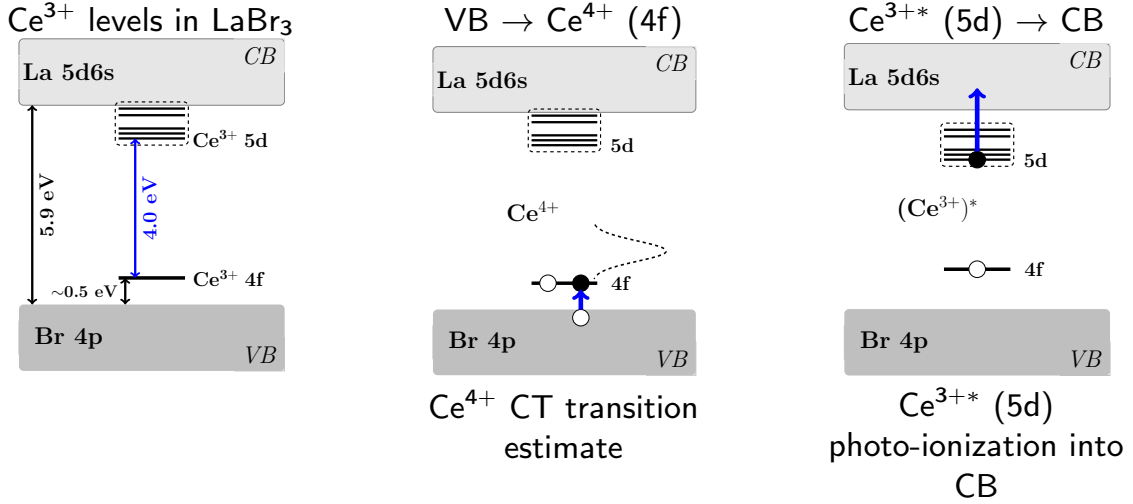 Ce³⁺ levels in LaBr₃
CB
La 5d6s
Ce³⁺ 5d
5.9 eV
4.0 eV
Ce³⁺ 4f
~0.5 eV
Br 4p
VB
VB → Ce⁴⁺ (4f)
CB
La 5d6s
5d
Ce⁴⁺
4f
Br 4p
VB
Ce⁴⁺ CT transition
estimate
Ce³⁺* (5d) → CB
CB
La 5d6s
5d
(Ce³⁺)*
4f
Br 4p
VB
Ce³⁺* (5d)
photo-ionization into
CB